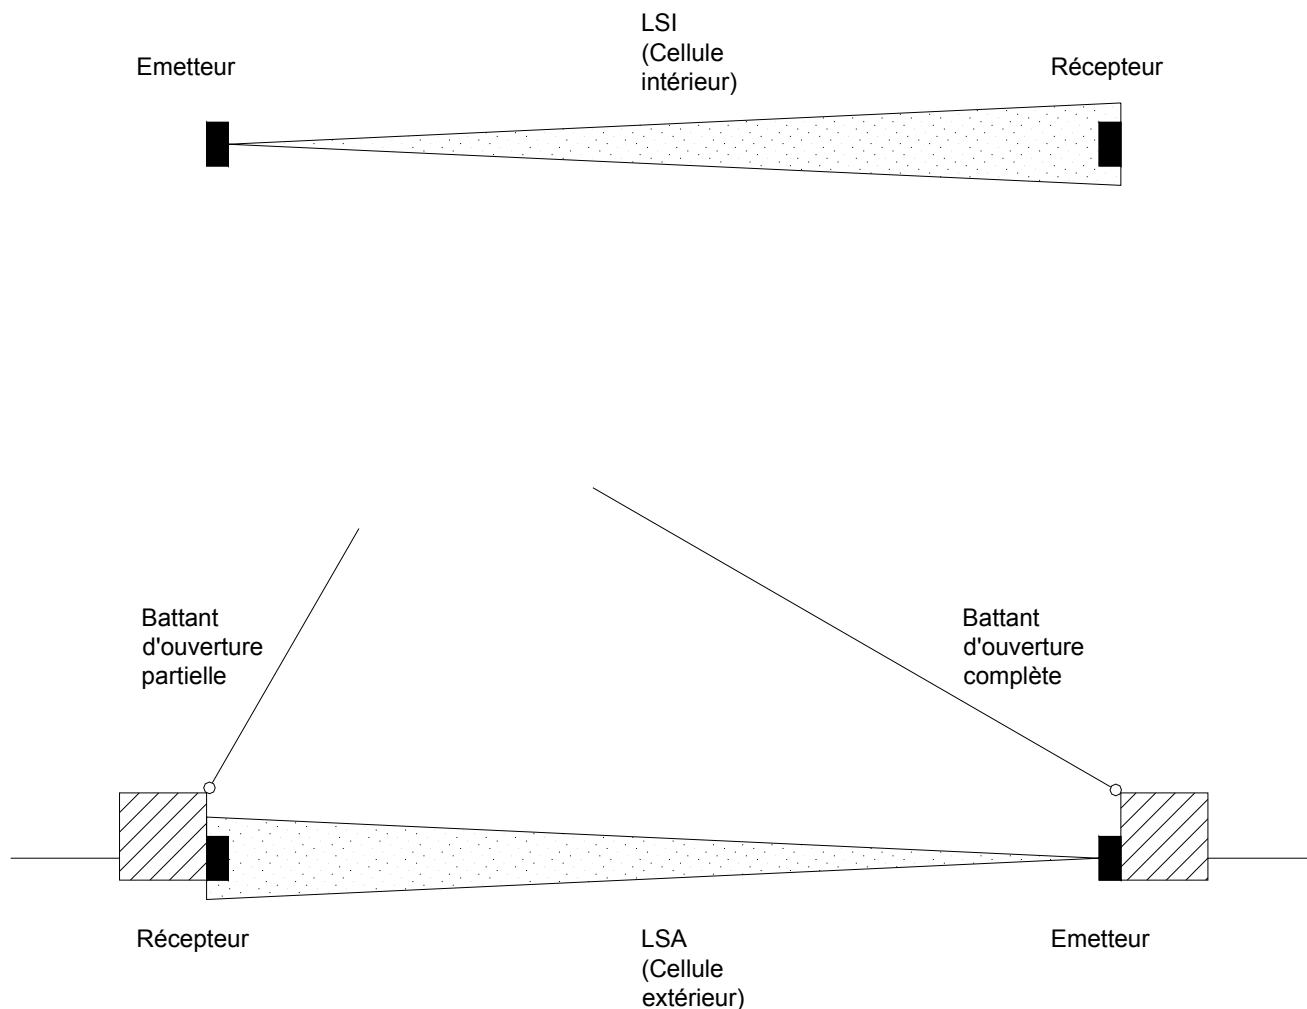 LSI
(Cellule
intérieur)
Emetteur
Récepteur
Battant
d'ouverture
partielle
Battant
d'ouverture
complète
Récepteur
LSA
(Cellule
extérieur)
Emetteur